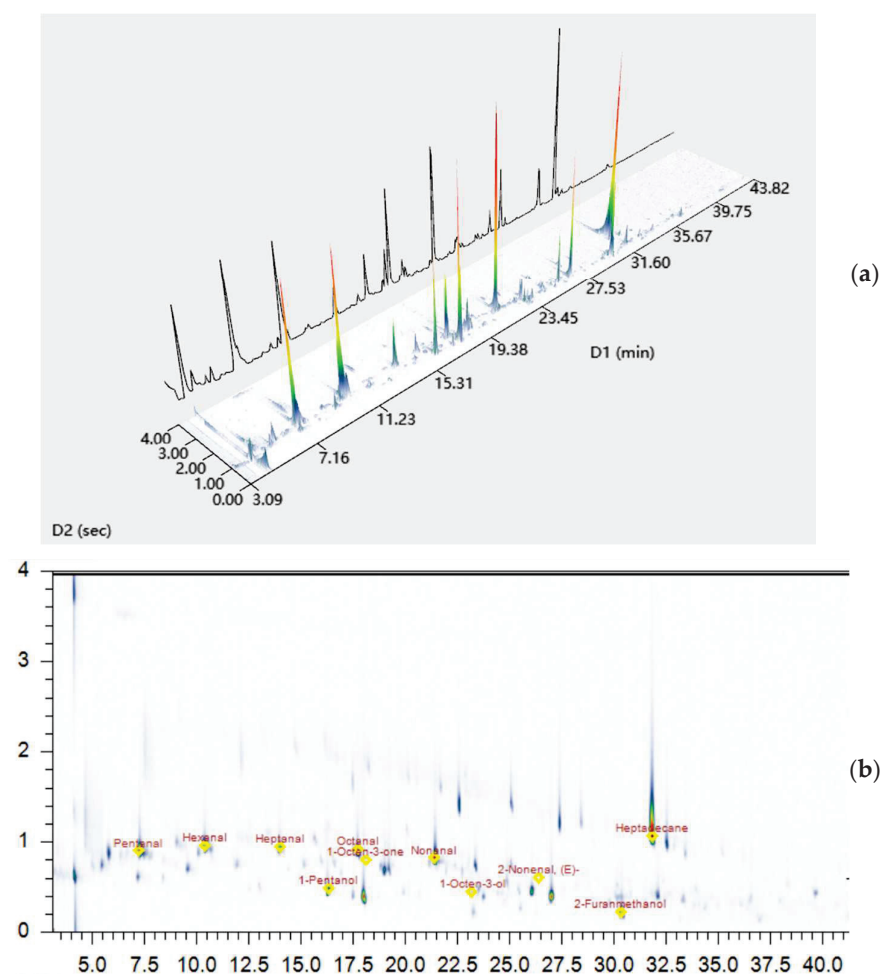 43.82
39.75
35.67
31.60
(a)
27.53
23.45
D1 (min)
19.38
15.31
11.23
4.00
3.00
7.16
2.00
1.00
0.00 3.09
D2 (sec)
4
3
2
(b)
Pentanal Hexanal Heptanal Octanal Heptadecane
1
1-Octen-3-one Nonanal
2-Nonenal, (E)-
1-Pentanol 1-Octen-3-ol
2-Furanmethanol
0
5.0 7.5 10.0 12.5 15.0 17.5 20.0 22.5 25.0 27.5 30.0 32.5 35.0 37.5 40.0